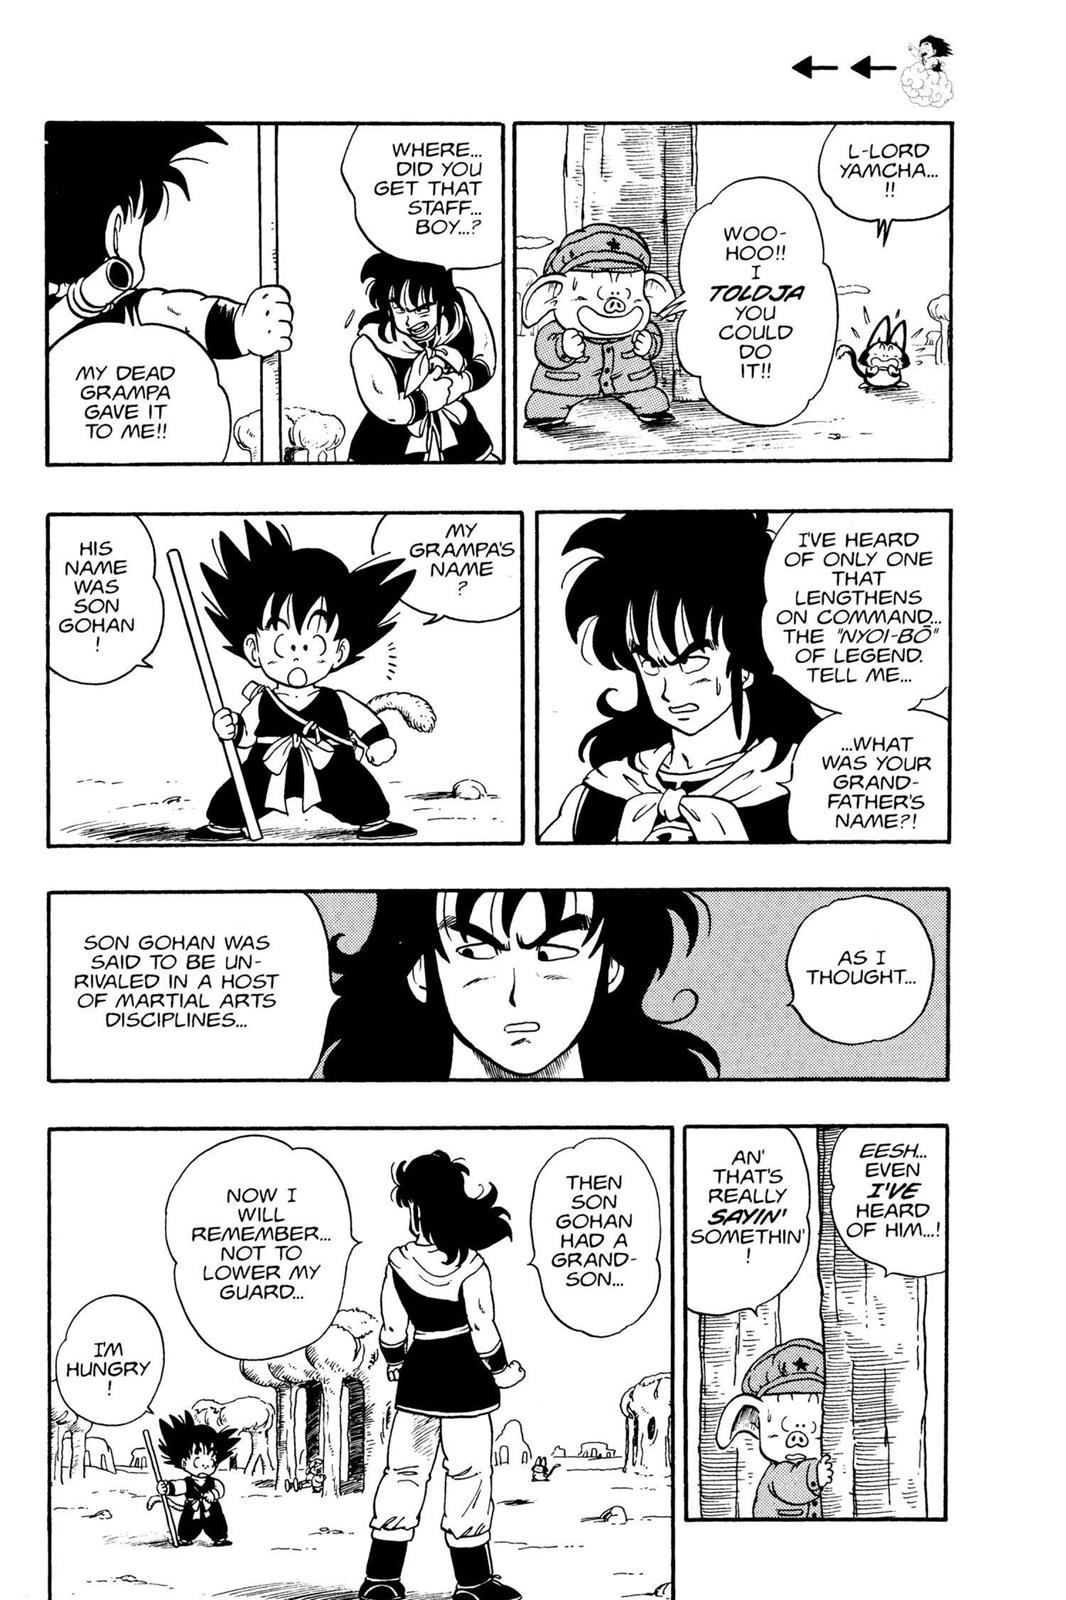 L-LORD
YAMCHA...
!!
WOO-
HOO!!
I
TOLDJA
YOU
COULD
DO
IT!!
WHERE...
DID YOU
GET THAT
STAFF...
BOY...?
MY DEAD
GRAMPA
GAVE IT
TO ME!!
I'VE HEARD
OF ONLY ONE
THAT
LENGTHENS
ON COMMAND...
THE "NYOI-BŌ"
OF LEGEND.
TELL ME...
...WHAT
WAS YOUR
GRAND-
FATHER'S
NAME?!
MY
GRAMPA'S
NAME
?
HIS
NAME
WAS
SON
GOHAN
!
AS I
THOUGHT...
SON GOHAN WAS
SAID TO BE UN-
RIVALED IN A HOST
OF MARTIAL ARTS
DISCIPLINES...
EESH...
EVEN
I'VE
HEARD
OF HIM...!
AN'
THAT'S
REALLY
SAYIN'
SOMETHIN'
!
THEN
SON
GOHAN
HAD A
GRAND-
SON...
NOW I
WILL
REMEMBER...
NOT TO
LOWER MY
GUARD...
I'M
HUNGRY
!